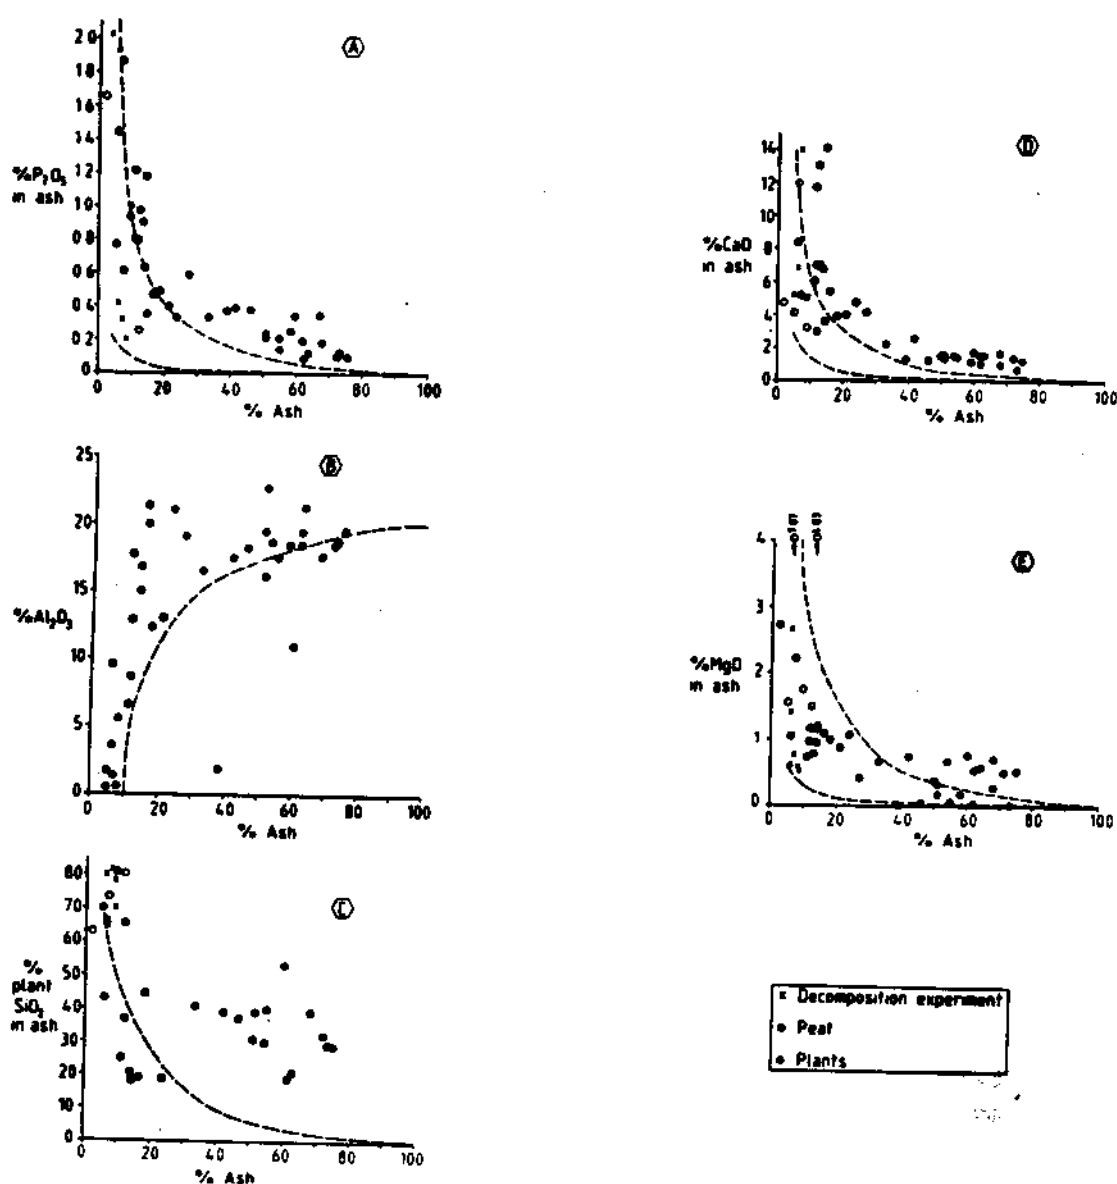 A
2.0
1.8
1.6
1.4
%P₂O₅
in ash
1.2
1.0
0.8
0.6
0.4
0.2
0
0 20 40 60 80 100
% Ash
D
14
12
10
8
%CaO
in ash
6
4
2
0
0 20 40 60 80 100
% Ash
B
25
20
15
%Al₂O₃
10
5
0
0 20 40 60 80 100
% Ash
E
4
3
2
%MgO
in ash
1
0
0 20 40 60 80 100
% Ash
C
80
70
60
50
40
30
20
10
0
%
plant
SiO₂
in ash
0 20 40 60 80 100
% Ash
Decomposition experiment
Peat
Plants